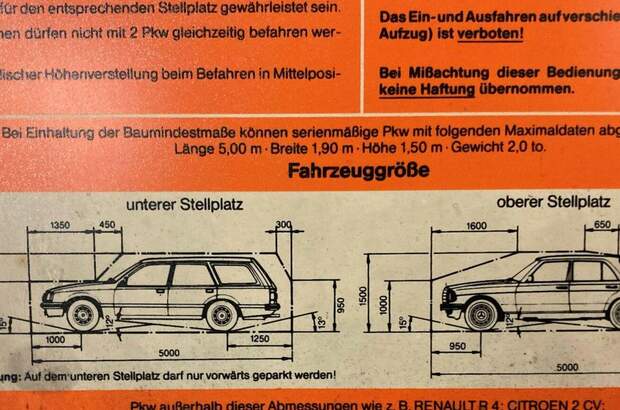 für den entsprechenden Stellplatz gewährleistet sein.
nen dürfen nicht mit 2 Pkw gleichzeitig befahren wer-
lischer Höhenverstellung beim Befahren in Mittelposi-
Das Ein- und Ausfahren auf verschie
Aufzug) ist verboten!
Bei Mißachtung dieser Bedienung
keine Haftung übernommen.
Bei Einhaltung der Baumindestmaße können serienmäßige Pkw mit folgenden Maximaldaten abg
Länge 5,00 m · Breite 1,90 m · Höhe 1,50 m · Gewicht 2,0 to.
Fahrzeuggröße
unterer Stellplatz
1350 450 300
950
15° 12° 13°
1000 1250
5000
ung: Auf dem unteren Stellplatz darf nur vorwärts geparkt werden!
oberer Stellplatz
1600 650
1500
1000
15° 12°
950
5000
Pkw außerhalb dieser Abmessungen wie z. B. RENAULT R 4; CITROEN 2 CV;